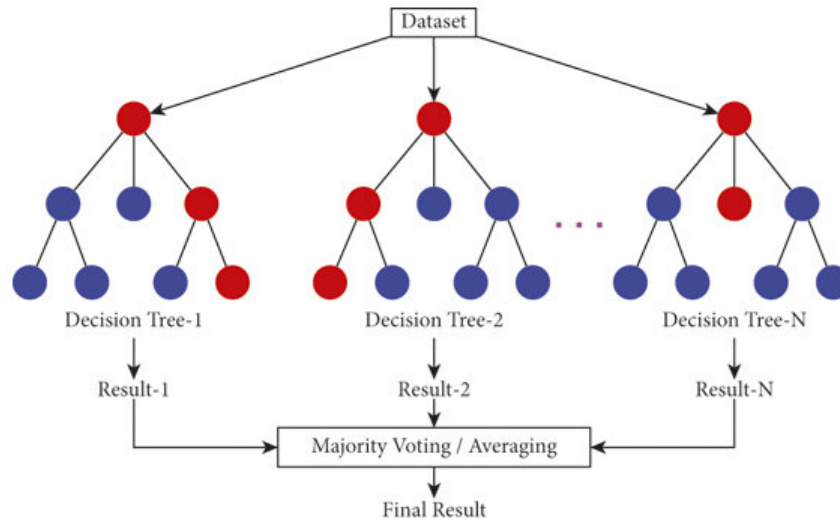 Dataset
Decision Tree-1
Decision Tree-2
Decision Tree-N
Result-1
Result-2
Result-N
Majority Voting / Averaging
Final Result